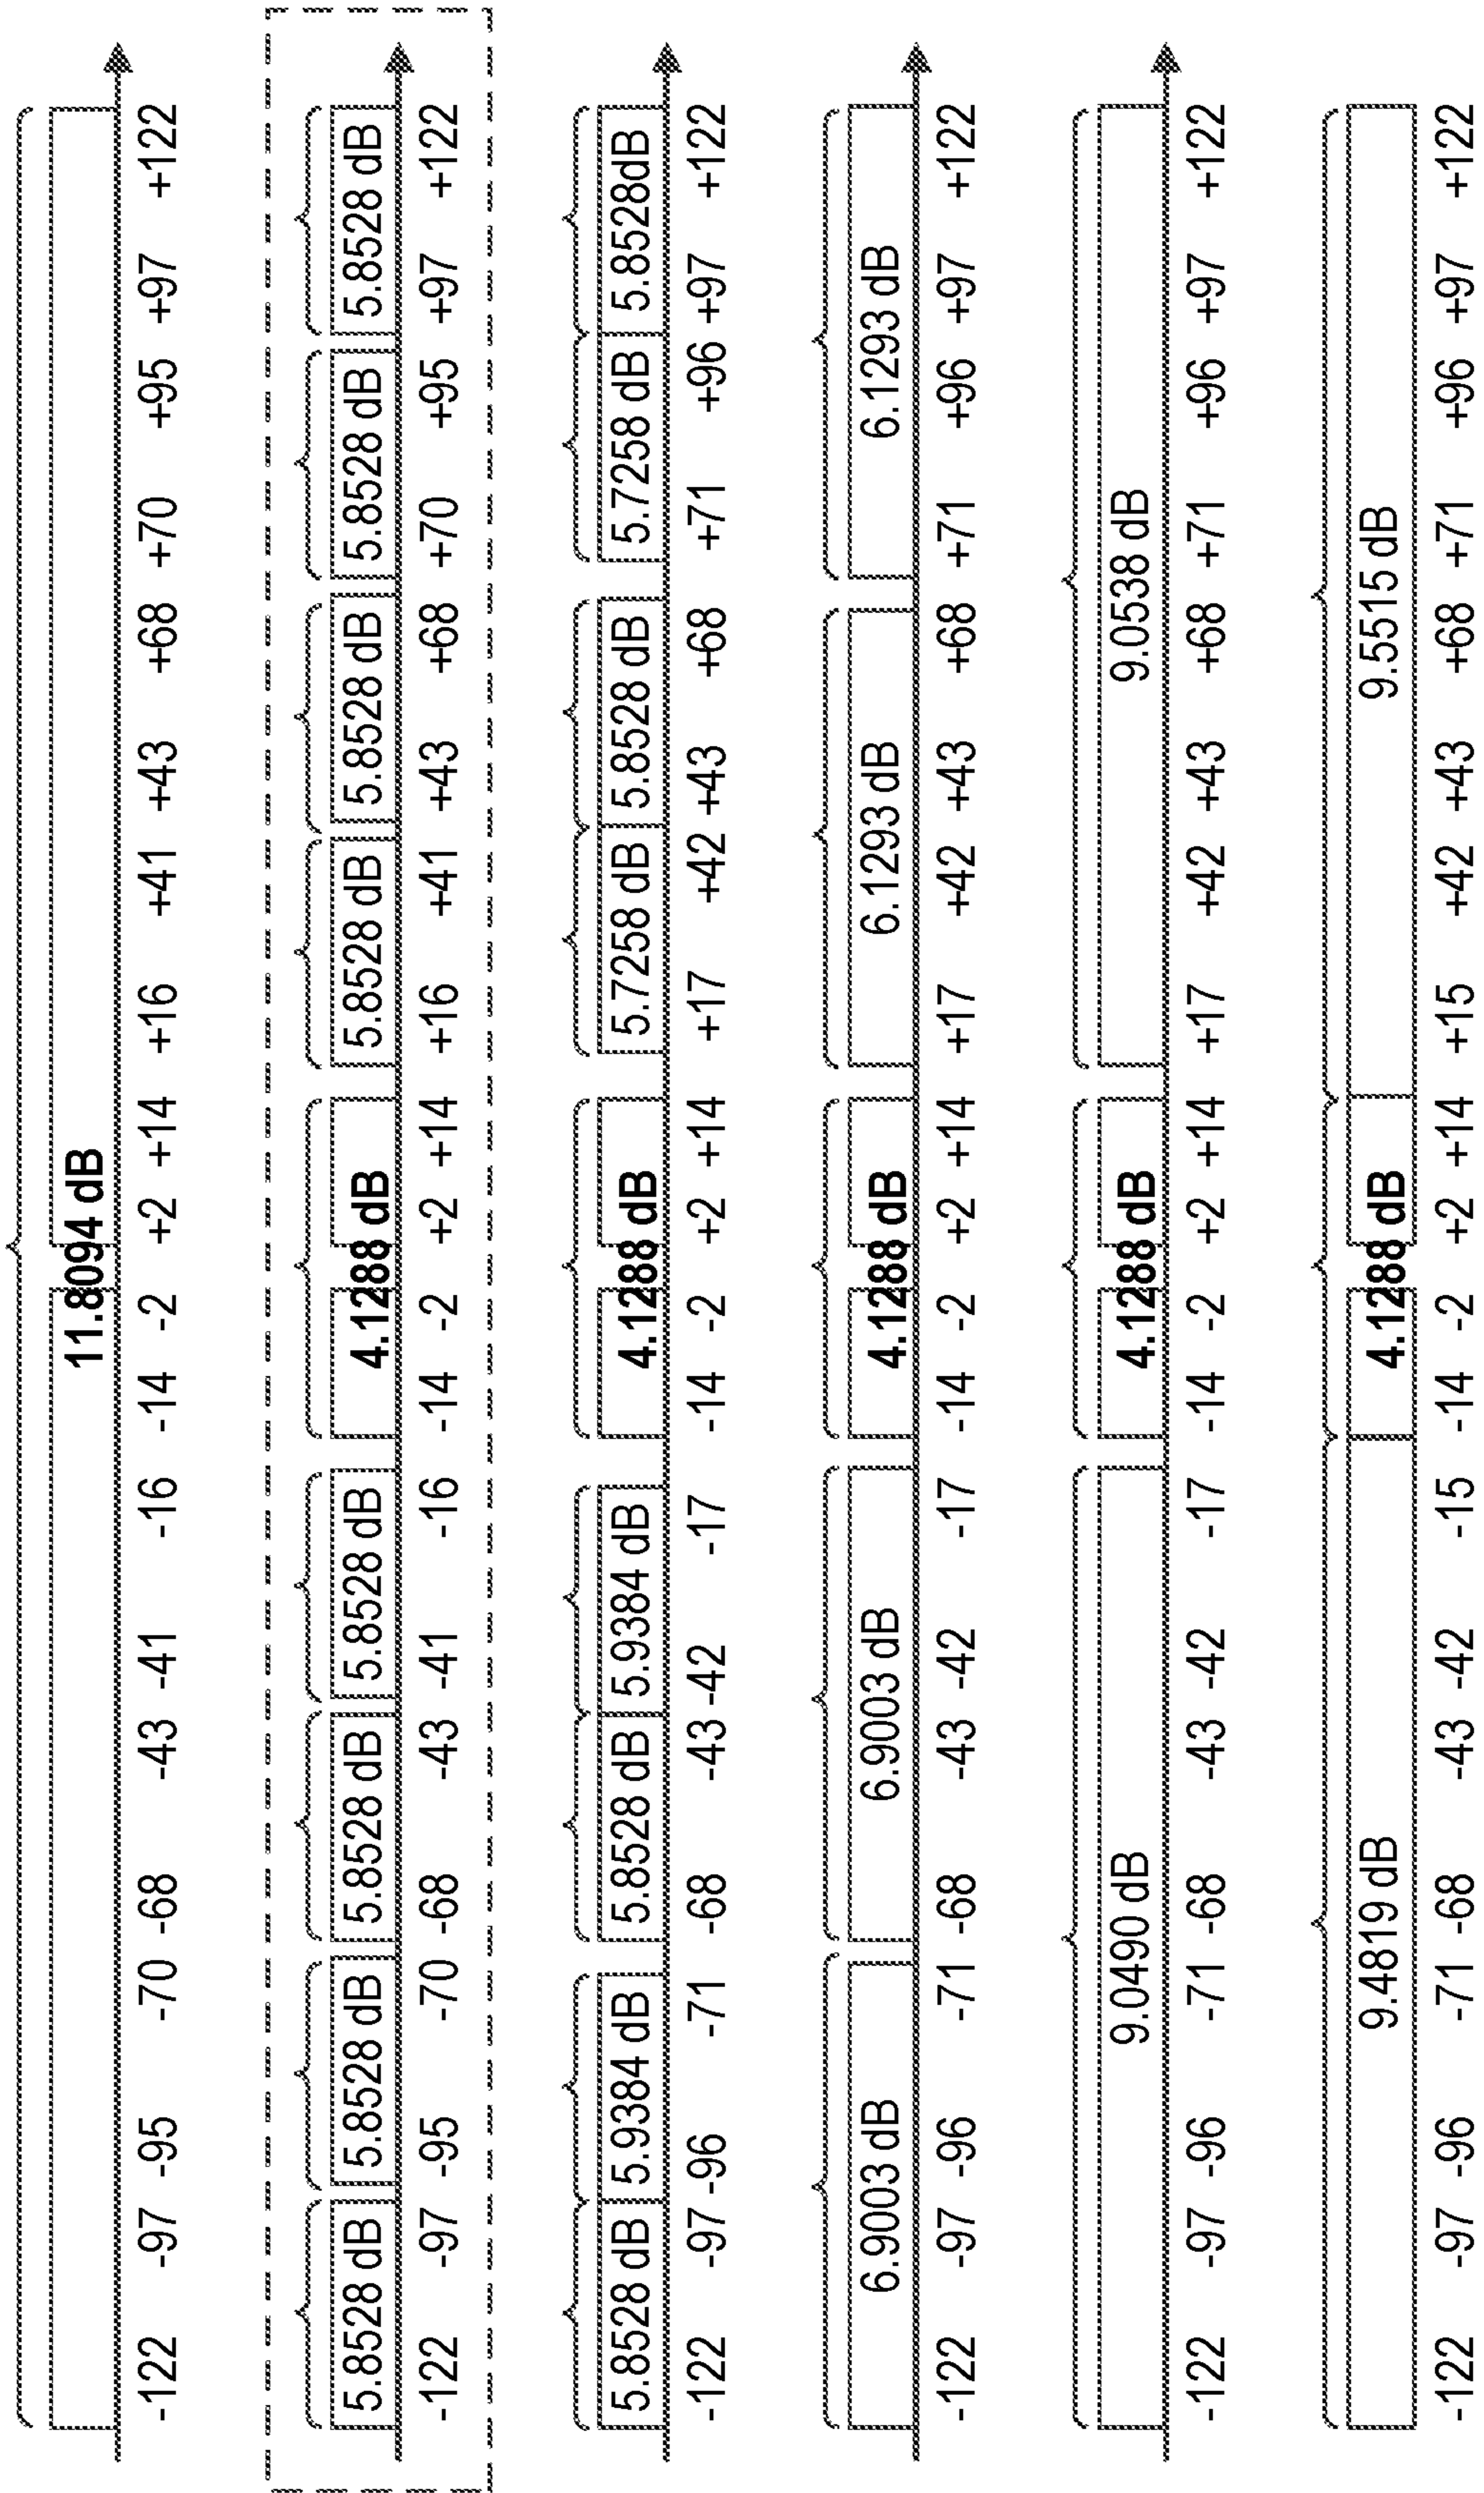 11.8094 dB
-122 -97 -95 -70 -68 -43 -41 -16 -14 -2 +2 +14 +16 +41 +43 +68 +70 +95 +97 +122
5.8528 dB 5.8528 dB 5.8528 dB 5.8528 dB 4.1288 dB 5.8528 dB 5.8528 dB 5.8528 dB 5.8528 dB
-122 -97 -95 -70 -68 -43 -41 -16 -14 -2 +2 +14 +16 +41 +43 +68 +70 +95 +97 +122
5.8528 dB 5.9384 dB 5.8528 dB 5.9384 dB 4.1288 dB 5.7258 dB 5.8528 dB 5.7258 dB 5.8528dB
-122 -97 -96 -71 -68 -43 -42 -17 -14 -2 +2 +14 +17 +42 +43 +68 +71 +96 +97 +122
6.9003 dB 6.9003 dB 4.1288 dB 6.1293 dB 6.1293 dB
-122 -97 -96 -71 -68 -43 -42 -17 -14 -2 +2 +14 +17 +42 +43 +68 +71 +96 +97 +122
9.0490 dB 4.1288 dB 9.0538 dB
-122 -97 -96 -71 -68 -43 -42 -17 -14 -2 +2 +14 +17 +42 +43 +68 +71 +96 +97 +122
9.4819 dB 4.1288 dB 9.5515 dB
-122 -97 -96 -71 -68 -43 -42 -15 -14 -2 +2 +14 +15 +42 +43 +68 +71 +96 +97 +122